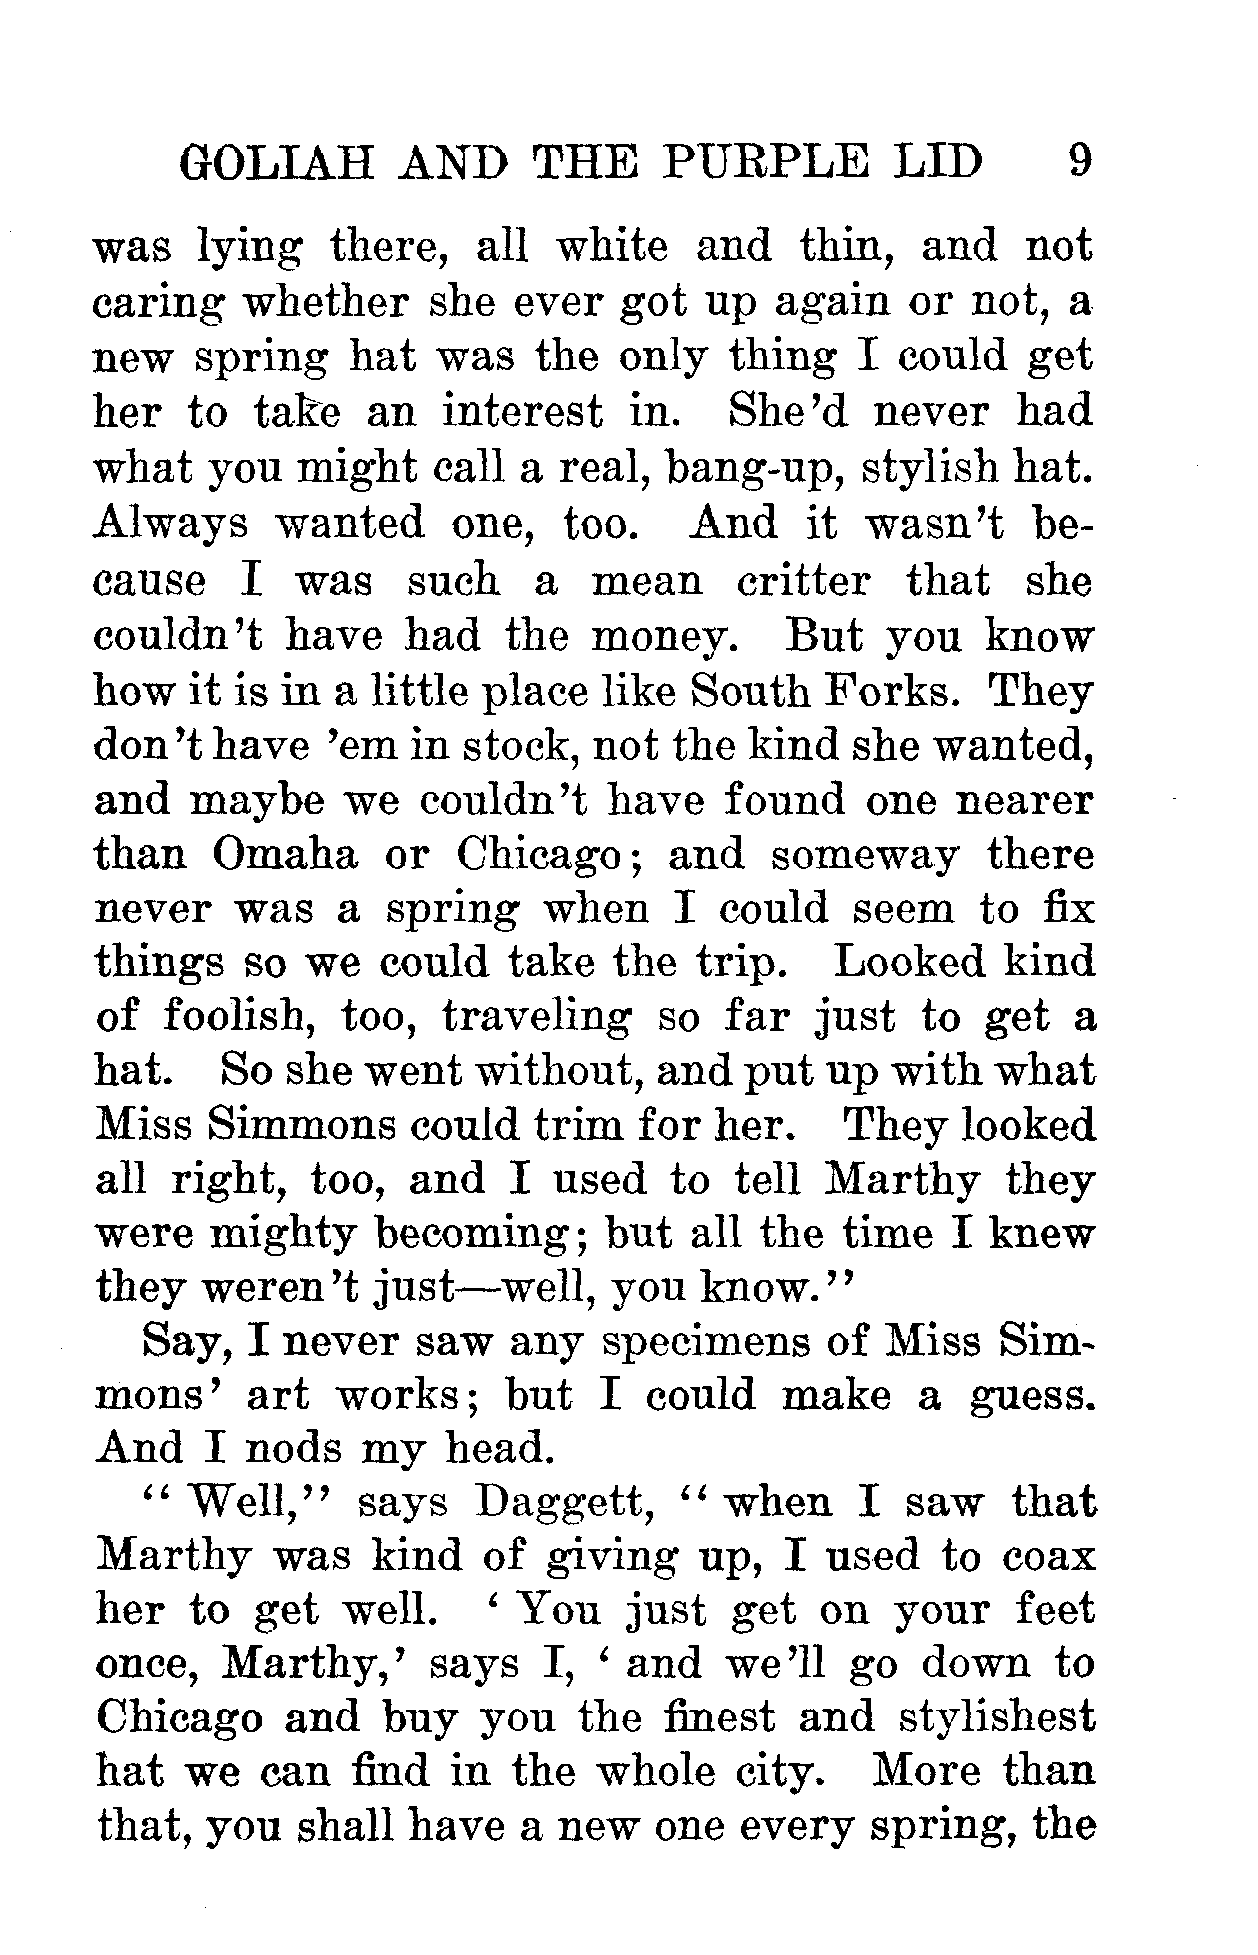 GOLIAH AND THE PURPLE LID 9
was lying there, all white and thin, and not
caring whether she ever got up again or not, a
new spring hat was the only thing I could get
her to take an interest in. She'd never had
what you might call a real, bang-up, stylish hat.
Always wanted one, too. And it wasn't be-
cause I was such a mean critter that she
couldn't have had the money. But you know
how it is in a little place like South Forks. They
don't have 'em in stock, not the kind she wanted,
and maybe we couldn't have found one nearer
than Omaha or Chicago; and someway there
never was a spring when I could seem to fix
things so we could take the trip. Looked kind
of foolish, too, traveling so far just to get a
hat. So she went without, and put up with what
Miss Simmons could trim for her. They looked
all right, too, and I used to tell Marthy they
were mighty becoming; but all the time I knew
they weren't just—well, you know.''
Say, I never saw any specimens of Miss Sim-
mons' art works; but I could make a guess.
And I nods my head.
"Well," says Daggett, "when I saw that
Marthy was kind of giving up, I used to coax
her to get well. 'You just get on your feet
once, Marthy,' says I, 'and we'll go down to
Chicago and buy you the finest and stylishest
hat we can find in the whole city. More than
that, you shall have a new one every spring, the